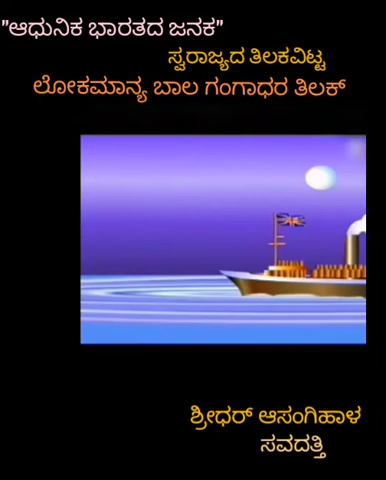 "ಆಧುನಿಕ ಭಾರತದ ಜನಕ"
ಸ್ವರಾಜ್ಯದ ತಿಲಕವಿಟ್ಟ
ಲೋಕಮಾನ್ಯ ಬಾಲ ಗಂಗಾಧರ ತಿಲಕ್
ಶ್ರೀಧರ್ ಆಸಂಗಿಹಾಳ
ಸವದತ್ತಿ